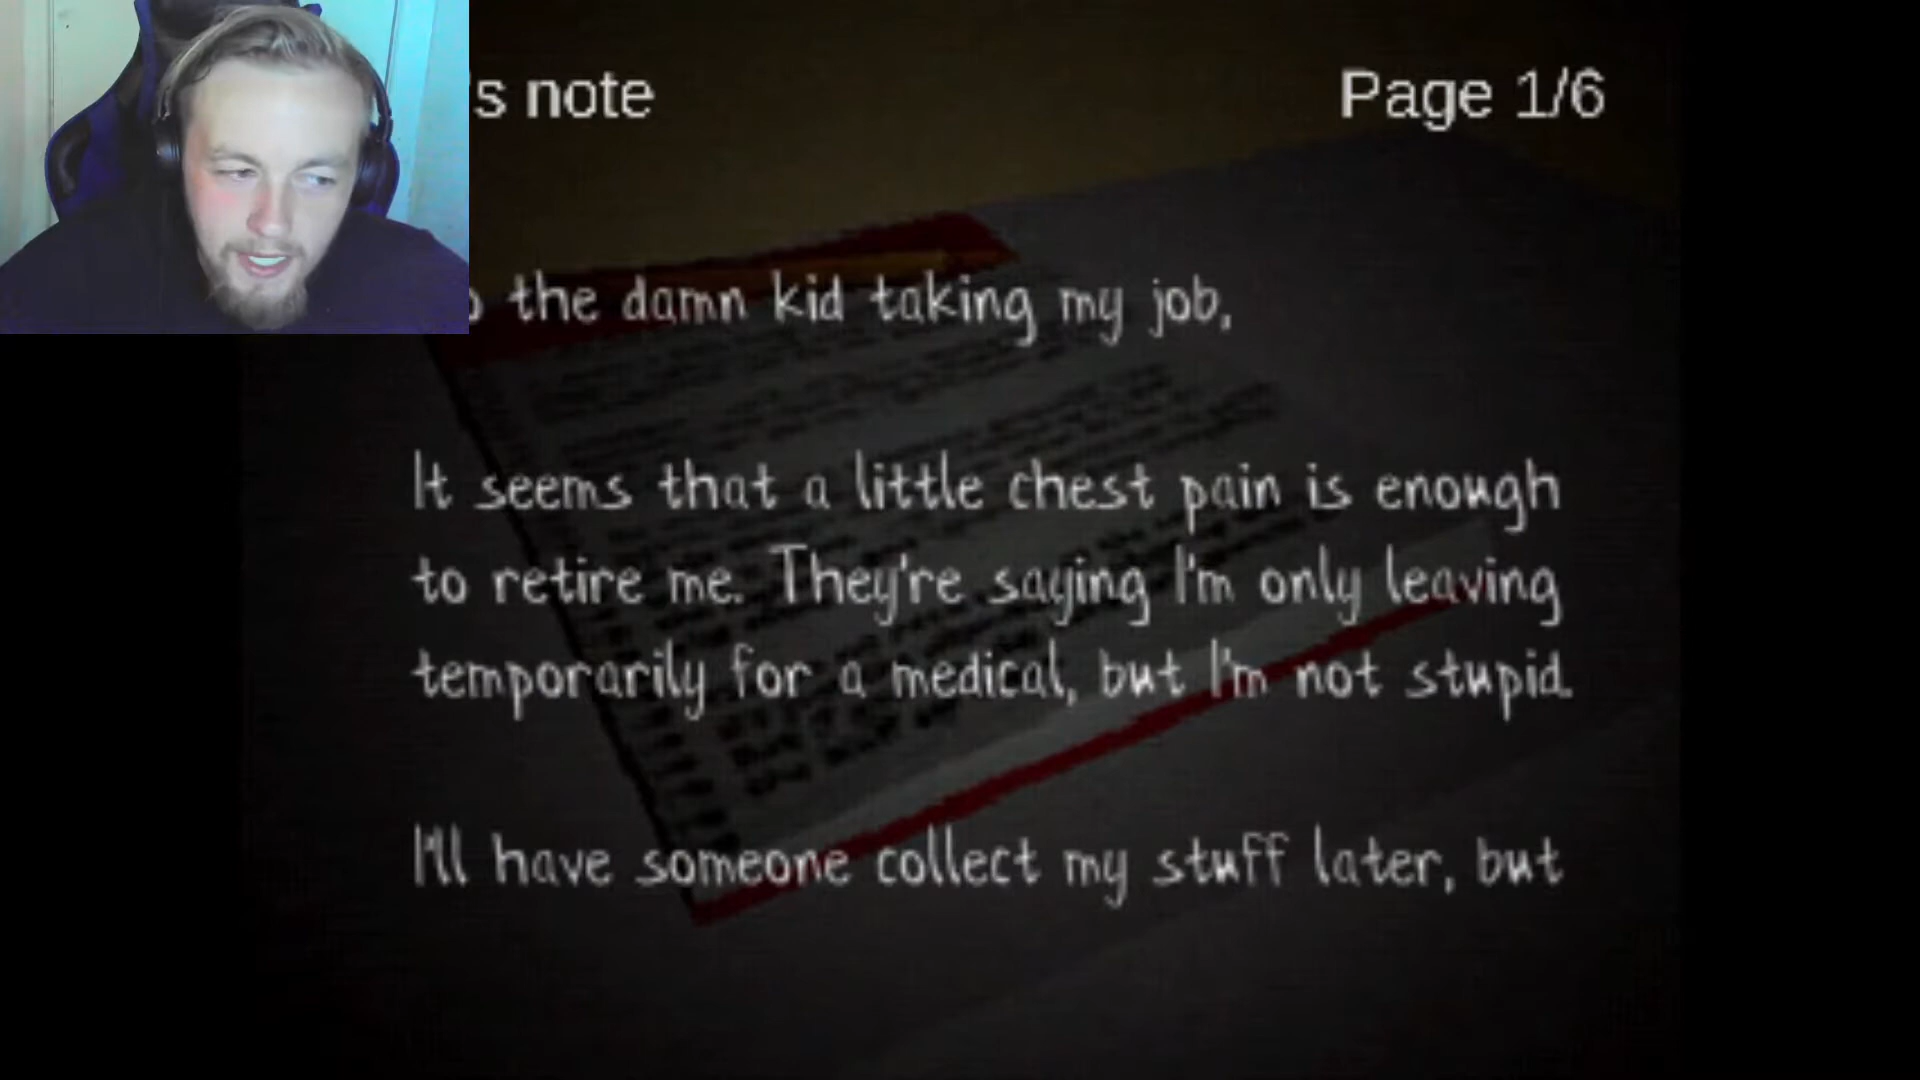 's note
Page 1/6
the damn kid taking my job,
It seems that a little chest pain is enough
to retire me. They're saying I'm only leaving
temporarily for a medical, but I'm not stupid.
I'll have someone collect my stuff later, but